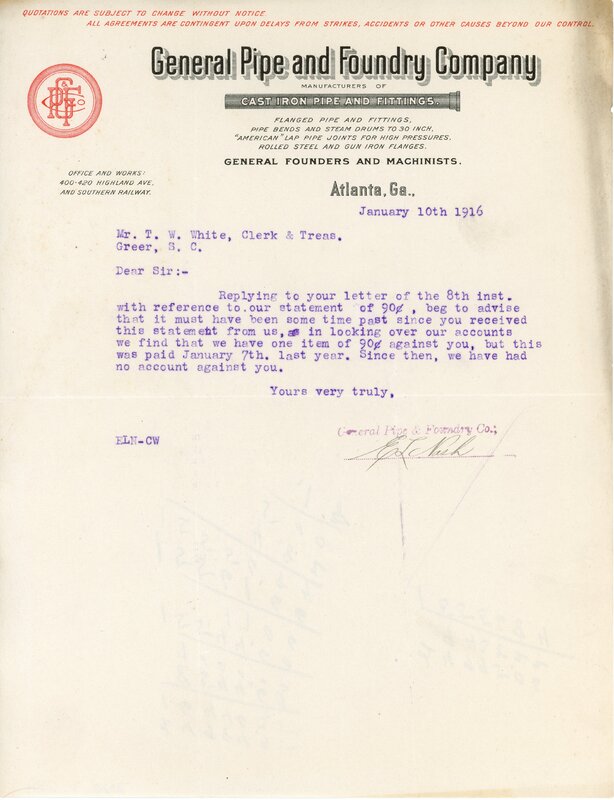 QUOTATIONS ARE SUBJECT TO CHANGE WITHOUT NOTICE.
ALL AGREEMENTS ARE CONTINGENT UPON DELAYS FROM STRIKES, ACCIDENTS OR OTHER CAUSES BEYOND OUR CONTROL.
General Pipe and Foundry Company
MANUFACTURERS OF
CAST IRON PIPE AND FITTINGS.
FLANGED PIPE AND FITTINGS,
PIPE BENDS AND STEAM DRUMS TO 30 INCH,
"AMERICAN" LAP PIPE JOINTS FOR HIGH PRESSURES,
ROLLED STEEL AND GUN IRON FLANGES.
GENERAL FOUNDERS AND MACHINISTS.
OFFICE AND WORKS:
400-420 HIGHLAND AVE,
AND SOUTHERN RAILWAY.
Atlanta, Ga.,
January 10th 1916
Mr. T. W. White, Clerk & Treas.
Greer, S. C.
Dear Sir:-
Replying to your letter of the 8th inst.
with reference to our statement of 90¢, beg to advise
that it must have been some time past since you received
this statement from us, as in looking over our accounts
we find that we have one item of 90¢ against you, but this
was paid January 7th. last year. Since then, we have had
no account against you.
Yours very truly,
General Pipe & Foundry Co.;
E L Nash
ELN-CW